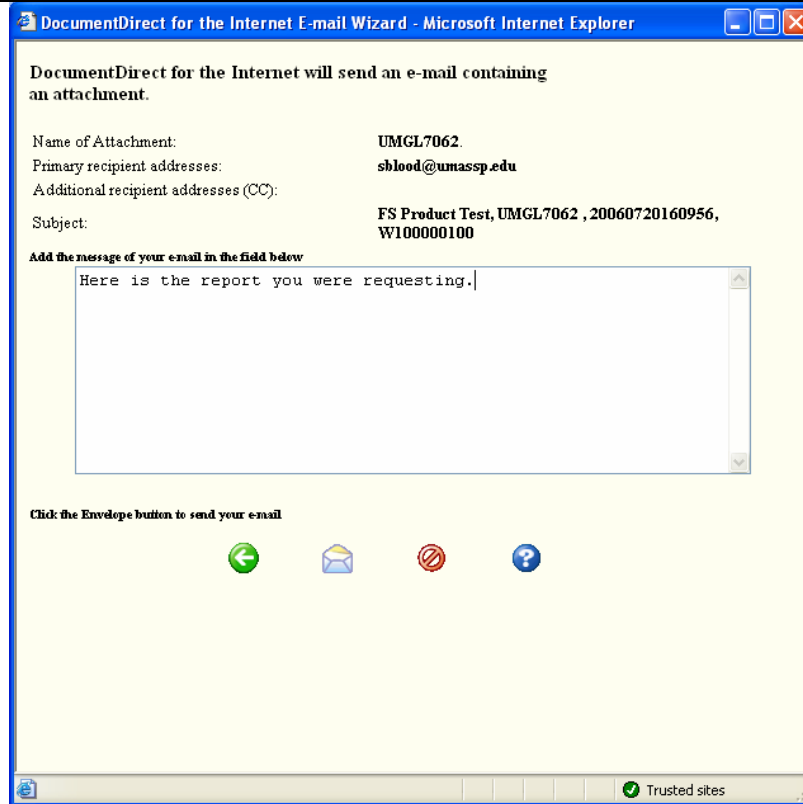 DocumentDirect for the Internet E-mail Wizard - Microsoft Internet Explorer
DocumentDirect for the Internet will send an e-mail containing
an attachment.
Name of Attachment: UMGL7062.
Primary recipient addresses: sblood@umassp.edu
Additional recipient addresses (CC):
Subject: FS Product Test, UMGL7062 , 20060720160956,
W100000100
Add the message of your e-mail in the field below
Here is the report you were requesting.
Click the Envelope button to send your e-mail
Trusted sites